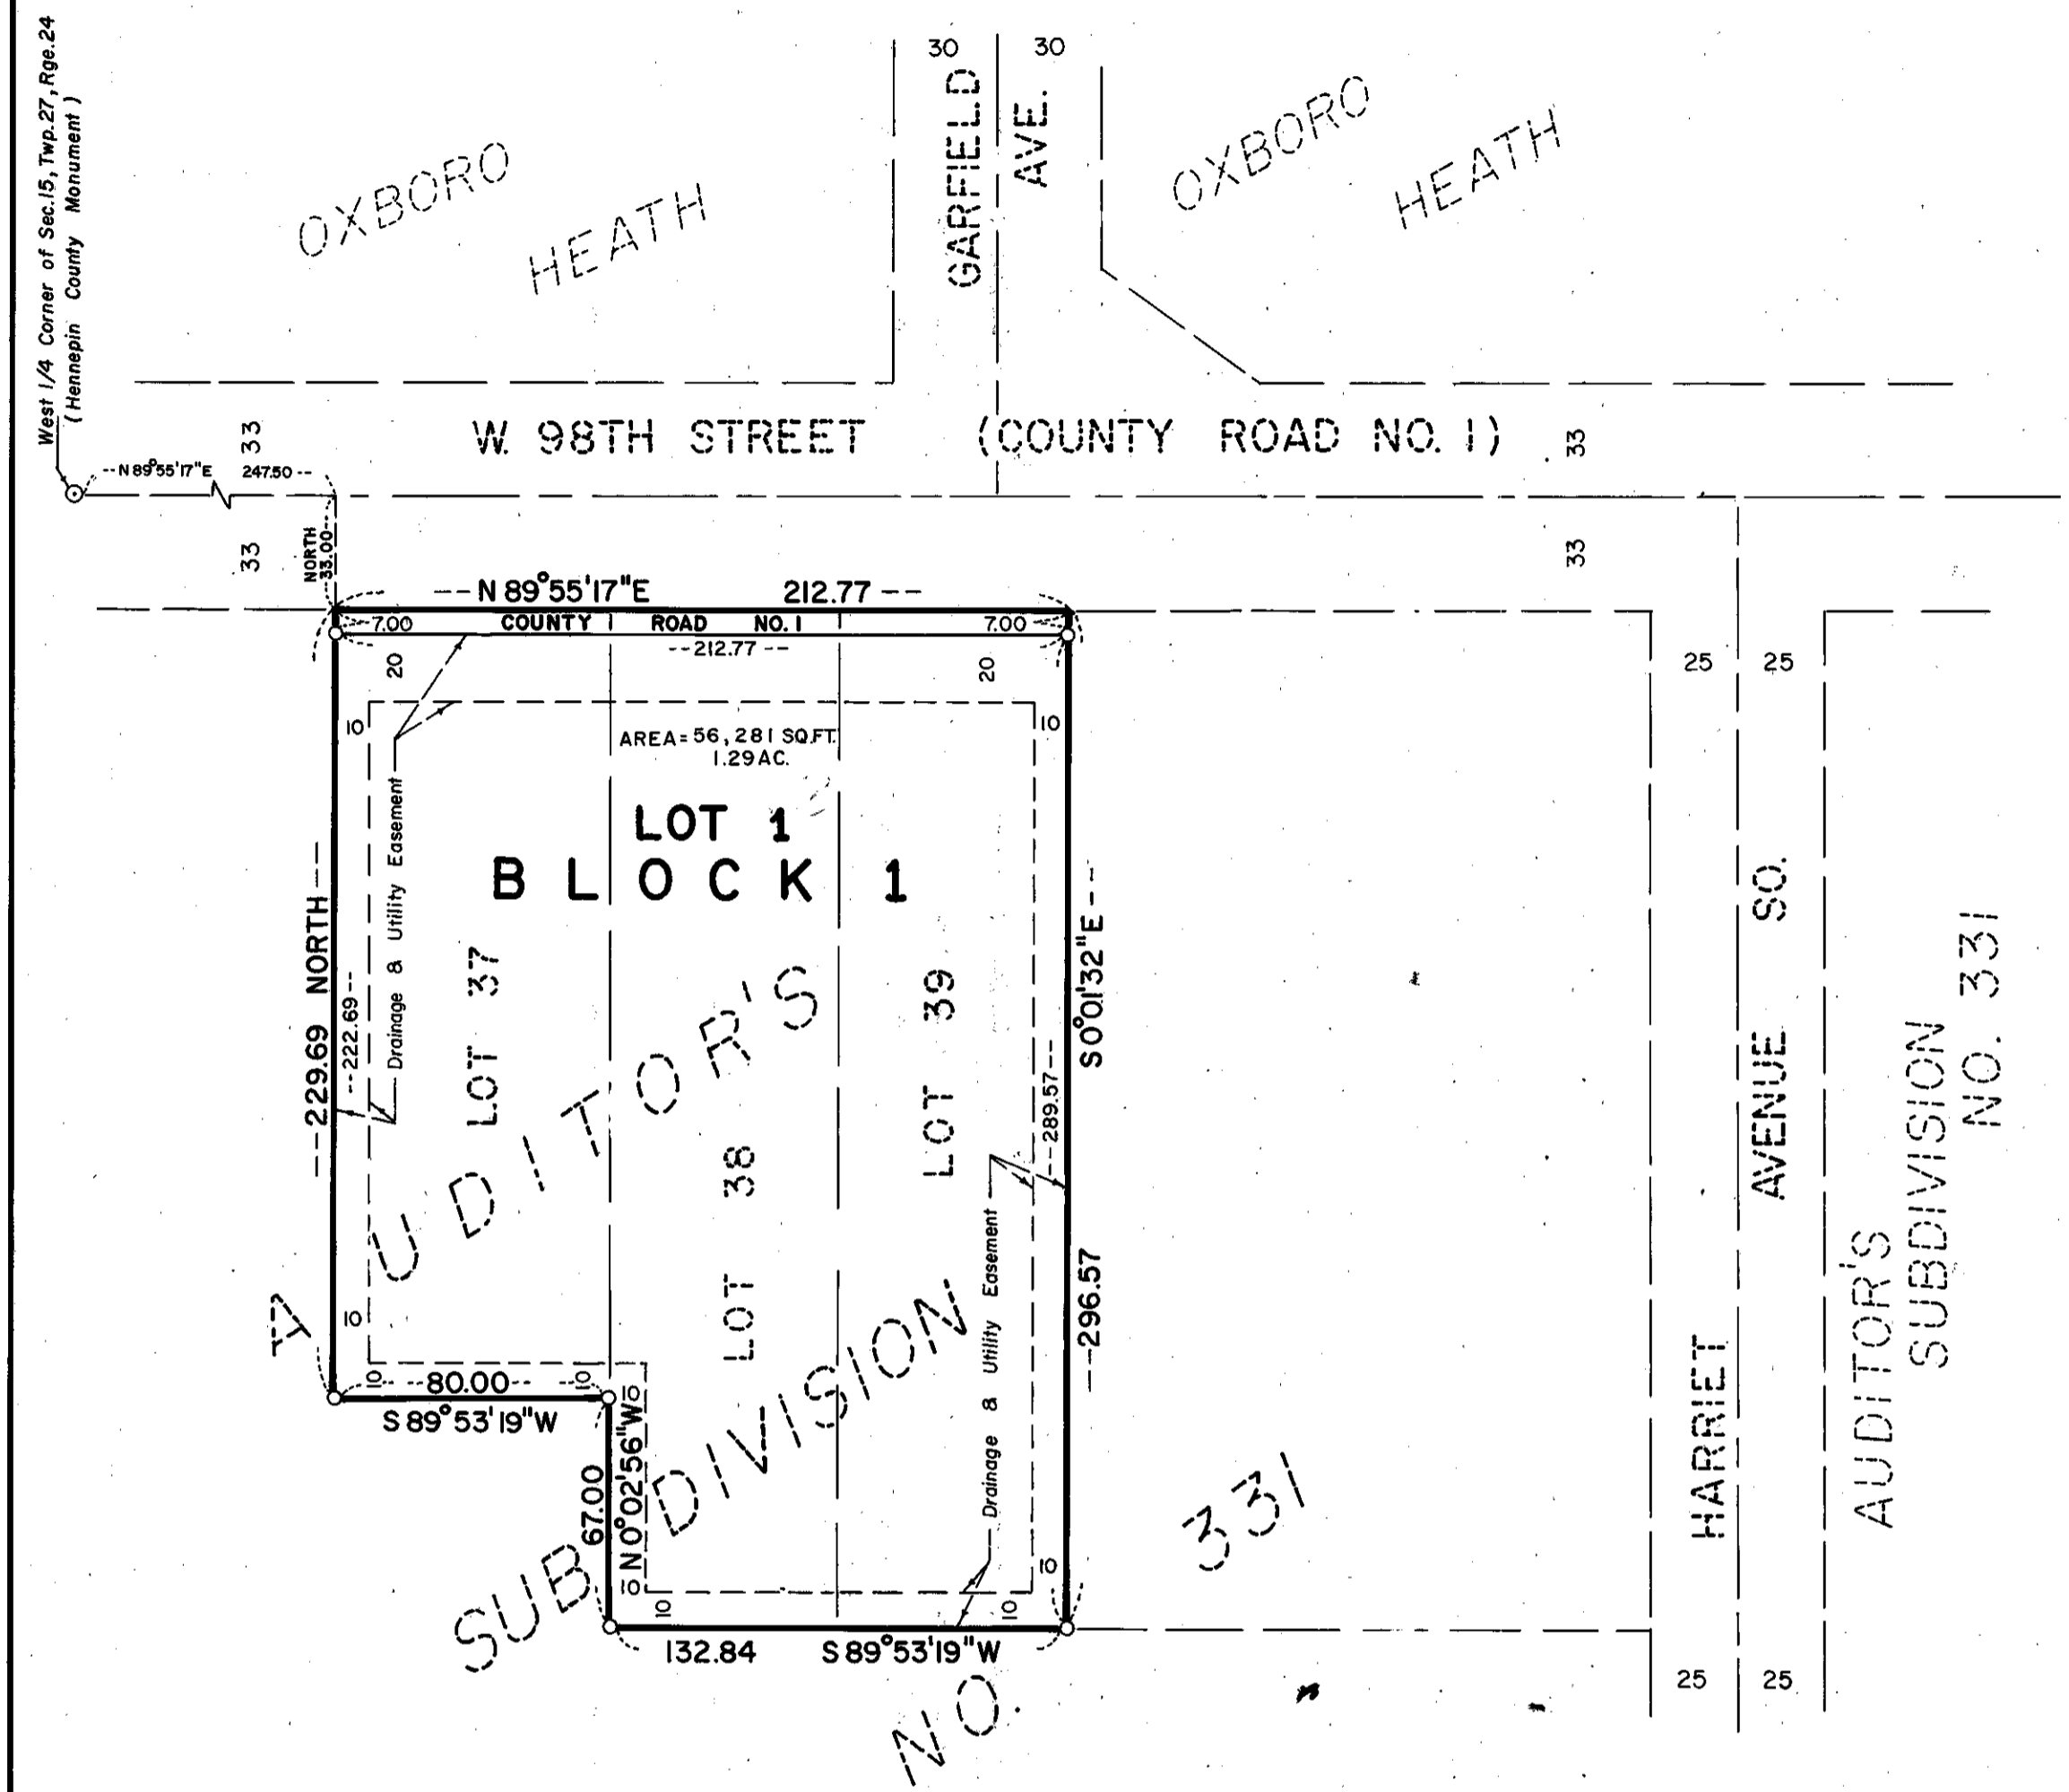 West 1/4 Corner of Sec.15, Twp.27, Rge.24
(Hennepin County Monument)
30
30
GARFIELD
AVE.
OXBORO
HEATH
OXBORO
HEATH
33
W. 98TH STREET (COUNTY ROAD NO. 1)
33
--N 89°55'17"E 247.50--
33
NORTH
33.00--
33
--N 89°55'17"E 212.77--
7.00
COUNTY ROAD NO. 1
7.00
--212.77--
20
20
25
25
10
10
AREA=56,281 SQ.FT.
1.29 AC.
LOT 1
BLOCK 1
Drainage & Utility Easement
--229.69 NORTH--
--222.69--
LOT 37
LOT 38
LOT 39
S0°01'32"E--
--289.57--
---296.57
Drainage & Utility Easement
AUDITOR'S
SUBDIVISION
NO. 331
HARRIET AVENUE SO.
AUDITOR'S
SUBDIVISION
NO. 331
10
10
--80.00--
10
10
S 89°53'19"W
67.00
N0°02'56"W
10
10
10
10
132.84 S 89°53'19"W
25
25